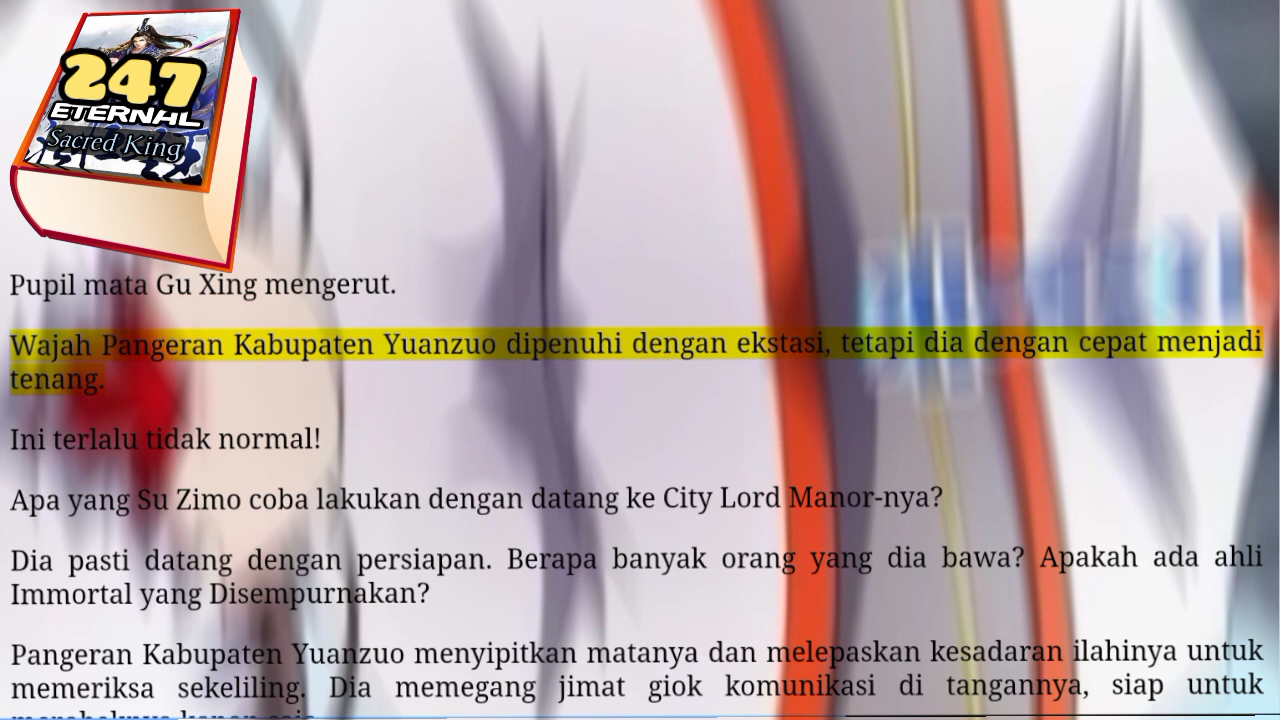 247
ETERNAL
Sacred King
Pupil mata Gu Xing mengerut.
Wajah Pangeran Kabupaten Yuanzuo dipenuhi dengan ekstasi, tetapi dia dengan cepat menjadi
tenang.
Ini terlalu tidak normal!
Apa yang Su Zimo coba lakukan dengan datang ke City Lord Manor-nya?
Dia pasti datang dengan persiapan. Berapa banyak orang yang dia bawa? Apakah ada ahli
Immortal yang Disempurnakan?
Pangeran Kabupaten Yuanzuo menyipitkan matanya dan melepaskan kesadaran ilahinya untuk
memeriksa sekeliling. Dia memegang jimat giok komunikasi di tangannya, siap untuk